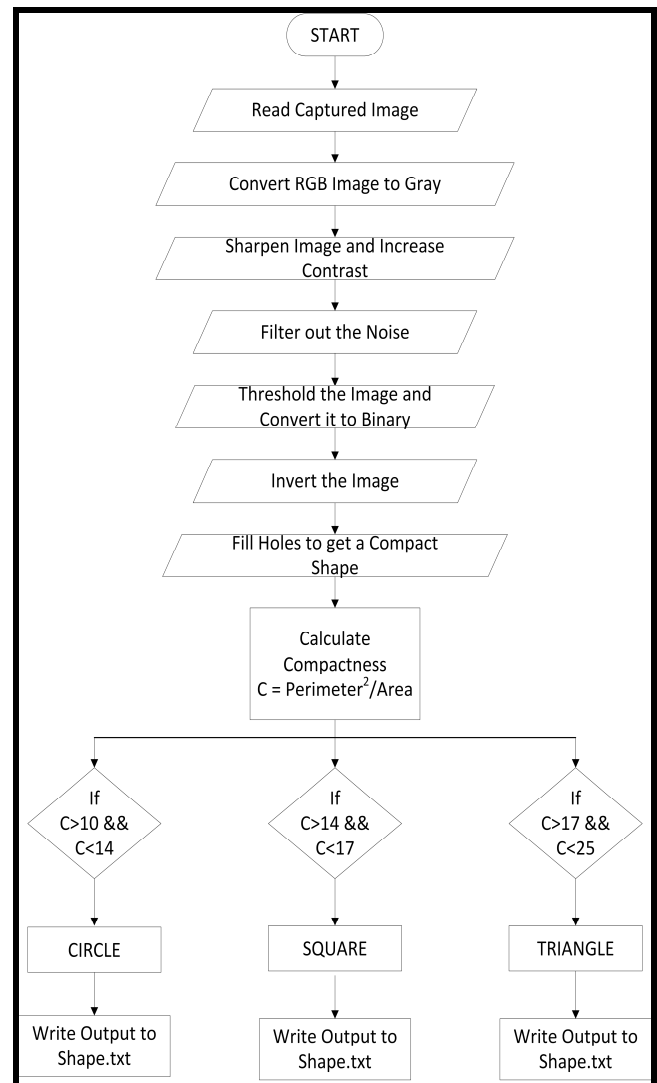 START
Read Captured Image
Convert RGB Image to Gray
Sharpen Image and Increase
Contrast
Filter out the Noise
Threshold the Image and
Convert it to Binary
Invert the Image
Fill Holes to get a Compact
Shape
Calculate
Compactness
C = Perimeter²/Area
If
C>10 &&
C<14
If
C>14 &&
C<17
If
C>17 &&
C<25
CIRCLE
SQUARE
TRIANGLE
Write Output to
Shape.txt
Write Output to
Shape.txt
Write Output to
Shape.txt